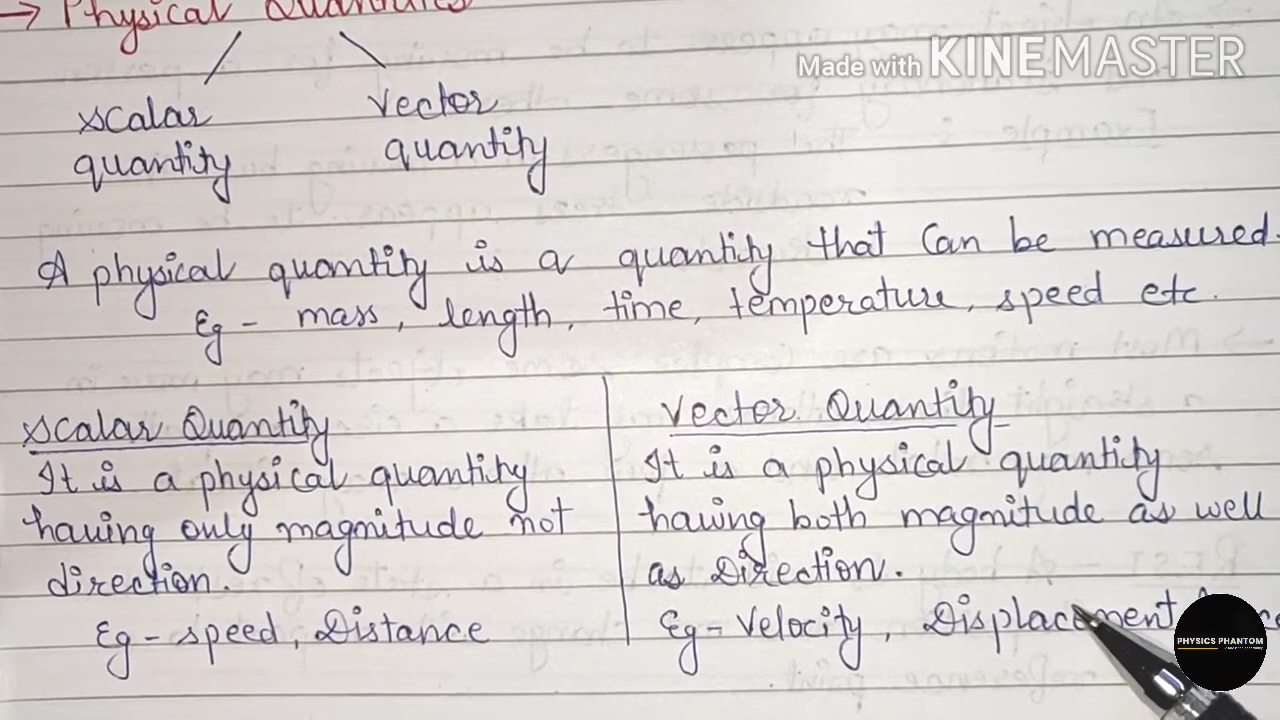 → Physical Quantities
Made with KINEMASTER
scalar quantity
vector quantity
A physical quantity is a quantity that can be measured.
Eg - mass, length, time, temperature, speed etc.
Scalar Quantity
It is a physical quantity
having only magnitude not
direction.
Eg - speed, Distance
Vector Quantity
It is a physical quantity
having both magnitude as well
as Direction.
Eg - Velocity, Displacement
PHYSICS PHANTOM